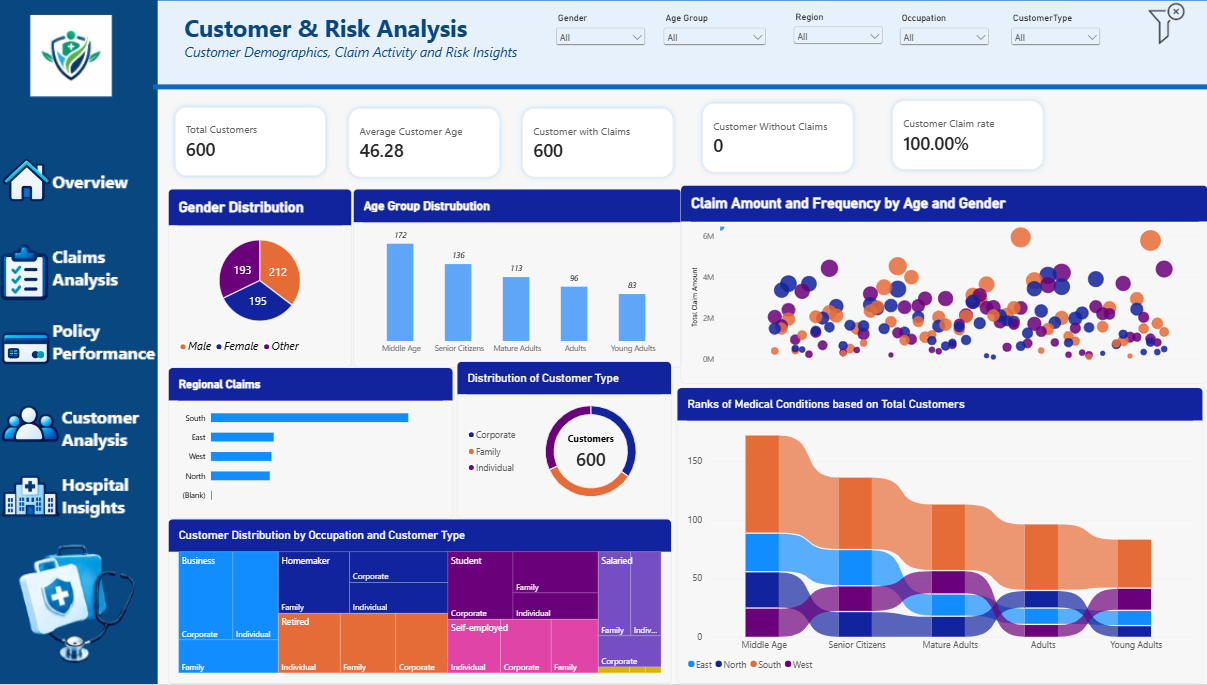 Customer & Risk Analysis
Customer Demographics, Claim Activity and Risk Insights
Gender
All
Age Group
All
Region
All
Occupation
All
CustomerType
All
Overview
Claims
Analysis
Policy
Performance
Customer
Analysis
Hospital
Insights
Total Customers
600
Average Customer Age
46.28
Customer with Claims
600
Customer Without Claims
0
Customer Claim rate
100.00%
Gender Distribution
193
212
195
Male Female Other
Age Group Distrubution
172
136
113
96
83
Middle Age Senior Citizens Mature Adults Adults Young Adults
Claim Amount and Frequency by Age and Gender
Total Claim Amount
6M
4M
2M
0M
Regional Claims
South
East
West
North
(Blank)
Distribution of Customer Type
Corporate
Family
Individual
Customers
600
Ranks of Medical Conditions based on Total Customers
150
100
50
0
Middle Age Senior Citizens Mature Adults Adults Young Adults
East North South West
Customer Distribution by Occupation and Customer Type
Business
Corporate
Individual
Family
Homemaker
Family
Corporate
Individual
Retired
Individual
Family
Corporate
Student
Corporate
Family
Individual
Self-employed
Individual
Corporate
Family
Salaried
Family
Indiv...
Corporate